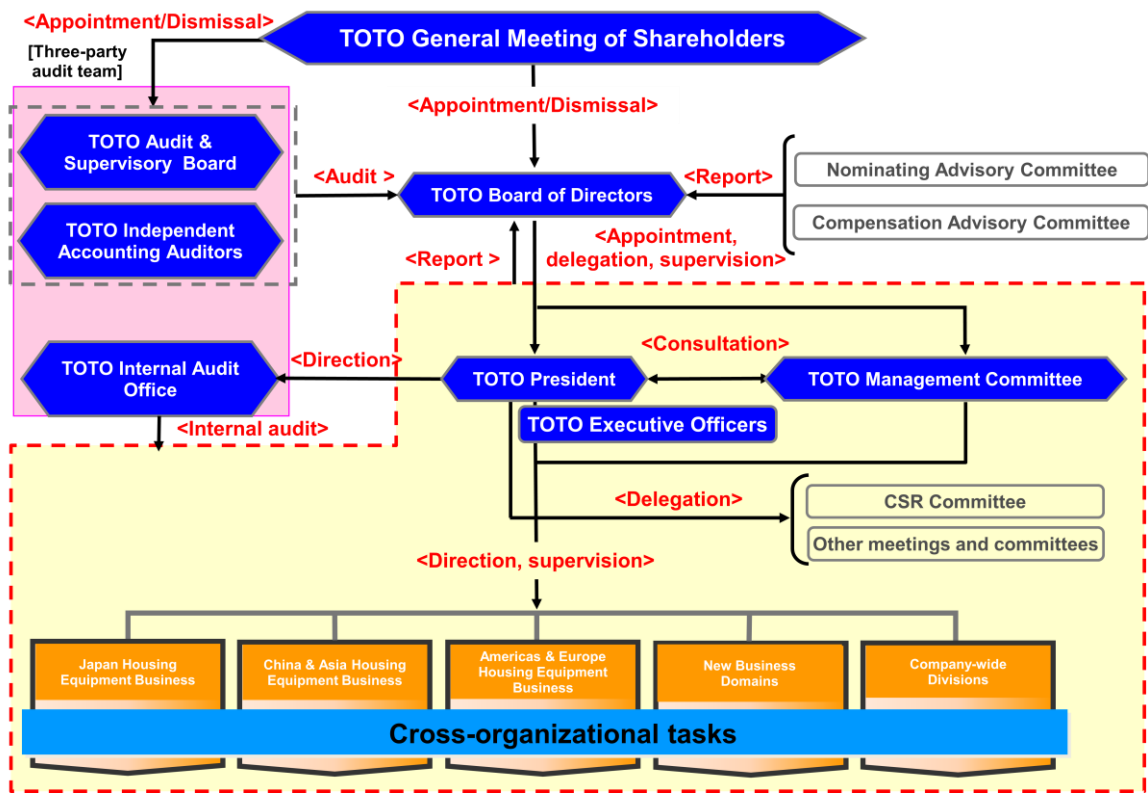 <Appointment/Dismissal>
TOTO General Meeting of Shareholders
[Three-party
audit team]
<Appointment/Dismissal>
TOTO Audit &
Supervisory Board
<Audit >
TOTO Board of Directors
<Report>
Nominating Advisory Committee
Compensation Advisory Committee
TOTO Independent
Accounting Auditors
<Report >
<Appointment,
delegation, supervision>
TOTO Internal Audit
Office
<Direction>
TOTO President
<Consultation>
TOTO Management Committee
TOTO Executive Officers
<Internal audit>
<Delegation>
CSR Committee
Other meetings and committees
<Direction, supervision>
Japan Housing
Equipment Business
China & Asia Housing
Equipment Business
Americas & Europe
Housing Equipment
Business
New Business
Domains
Company-wide
Divisions
Cross-organizational tasks